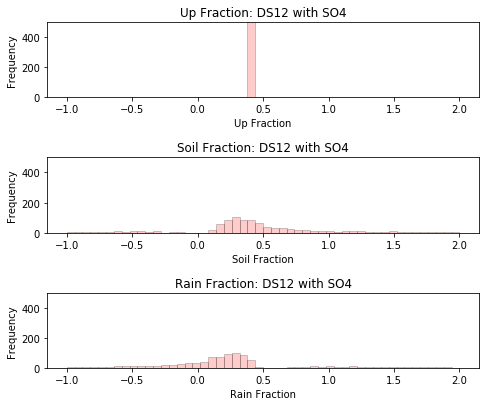 Up Fraction: DS12 with SO4
400
200
0
Frequency
−1.0 −0.5 0.0 0.5 1.0 1.5 2.0
Up Fraction
Soil Fraction: DS12 with SO4
400
200
0
Frequency
−1.0 −0.5 0.0 0.5 1.0 1.5 2.0
Soil Fraction
Rain Fraction: DS12 with SO4
400
200
0
Frequency
−1.0 −0.5 0.0 0.5 1.0 1.5 2.0
Rain Fraction